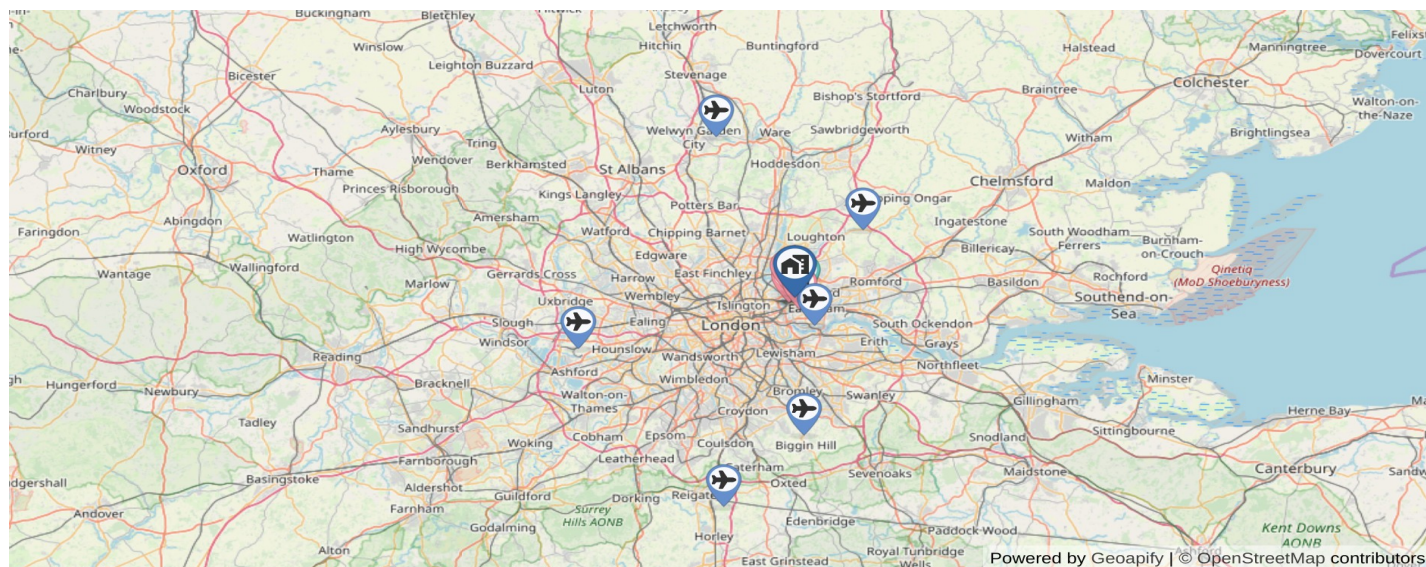 Buckingham
Bletchley
Letchworth
Winslow
Hitchin
Buntingford
Halstead
Manningtree
Dovercourt
Leighton Buzzard
Stevenage
Bicester
Luton
Colchester
Charlbury
Bishop's Stortford
Braintree
Woodstock
Walton-on-
the-Naze
Aylesbury
Tring
Welwyn Garden
City
Ware
Sawbridgeworth
Witham
Brightlingsea
Witney
Wendover
Berkhamsted
St Albans
Hoddesdon
Oxford
Thame
Princes Risborough
Kings Langley
Chelmsford
Maldon
Abingdon
Amersham
Potters Bar
Ingatestone
Faringdon
Watlington
High Wycombe
Watford
Chipping Barnet
Loughton
Billericay
South Woodham
Ferrers
Burnham-
on-Crouch
Wantage
Wallingford
Marlow
Gerrards Cross
Edgware
Harrow
East Finchley
Romford
Basildon
Rochford
Qinetiq
(MoD Shoeburyness)
Uxbridge
Wembley
Islington
Southend-on-
Sea
Slough
Ealing
London
South Ockendon
Windsor
Hounslow
Erith
Grays
Reading
Wandsworth
Lewisham
Northfleet
Hungerford
Newbury
Bracknell
Ashford
Wimbledon
Bromley
Swanley
Minster
Walton-on-
Thames
Croydon
Gillingham
Herne Bay
Tadley
Sandhurst
Woking
Cobham
Epsom
Coulsdon
Biggin Hill
Snodland
Sittingbourne
Basingstoke
Farnborough
Leatherhead
Sevenoaks
Maidstone
Canterbury
Aldershot
Guildford
Dorking
Oxted
Andover
Farnham
Surrey
Hills AONB
Godalming
Edenbridge
Paddock Wood
Kent Downs
AONB
Alton
Horley
East Grinstead
Royal Tunbridge
Wells
Ashford
Powered by Geoapify | © OpenStreetMap contributors